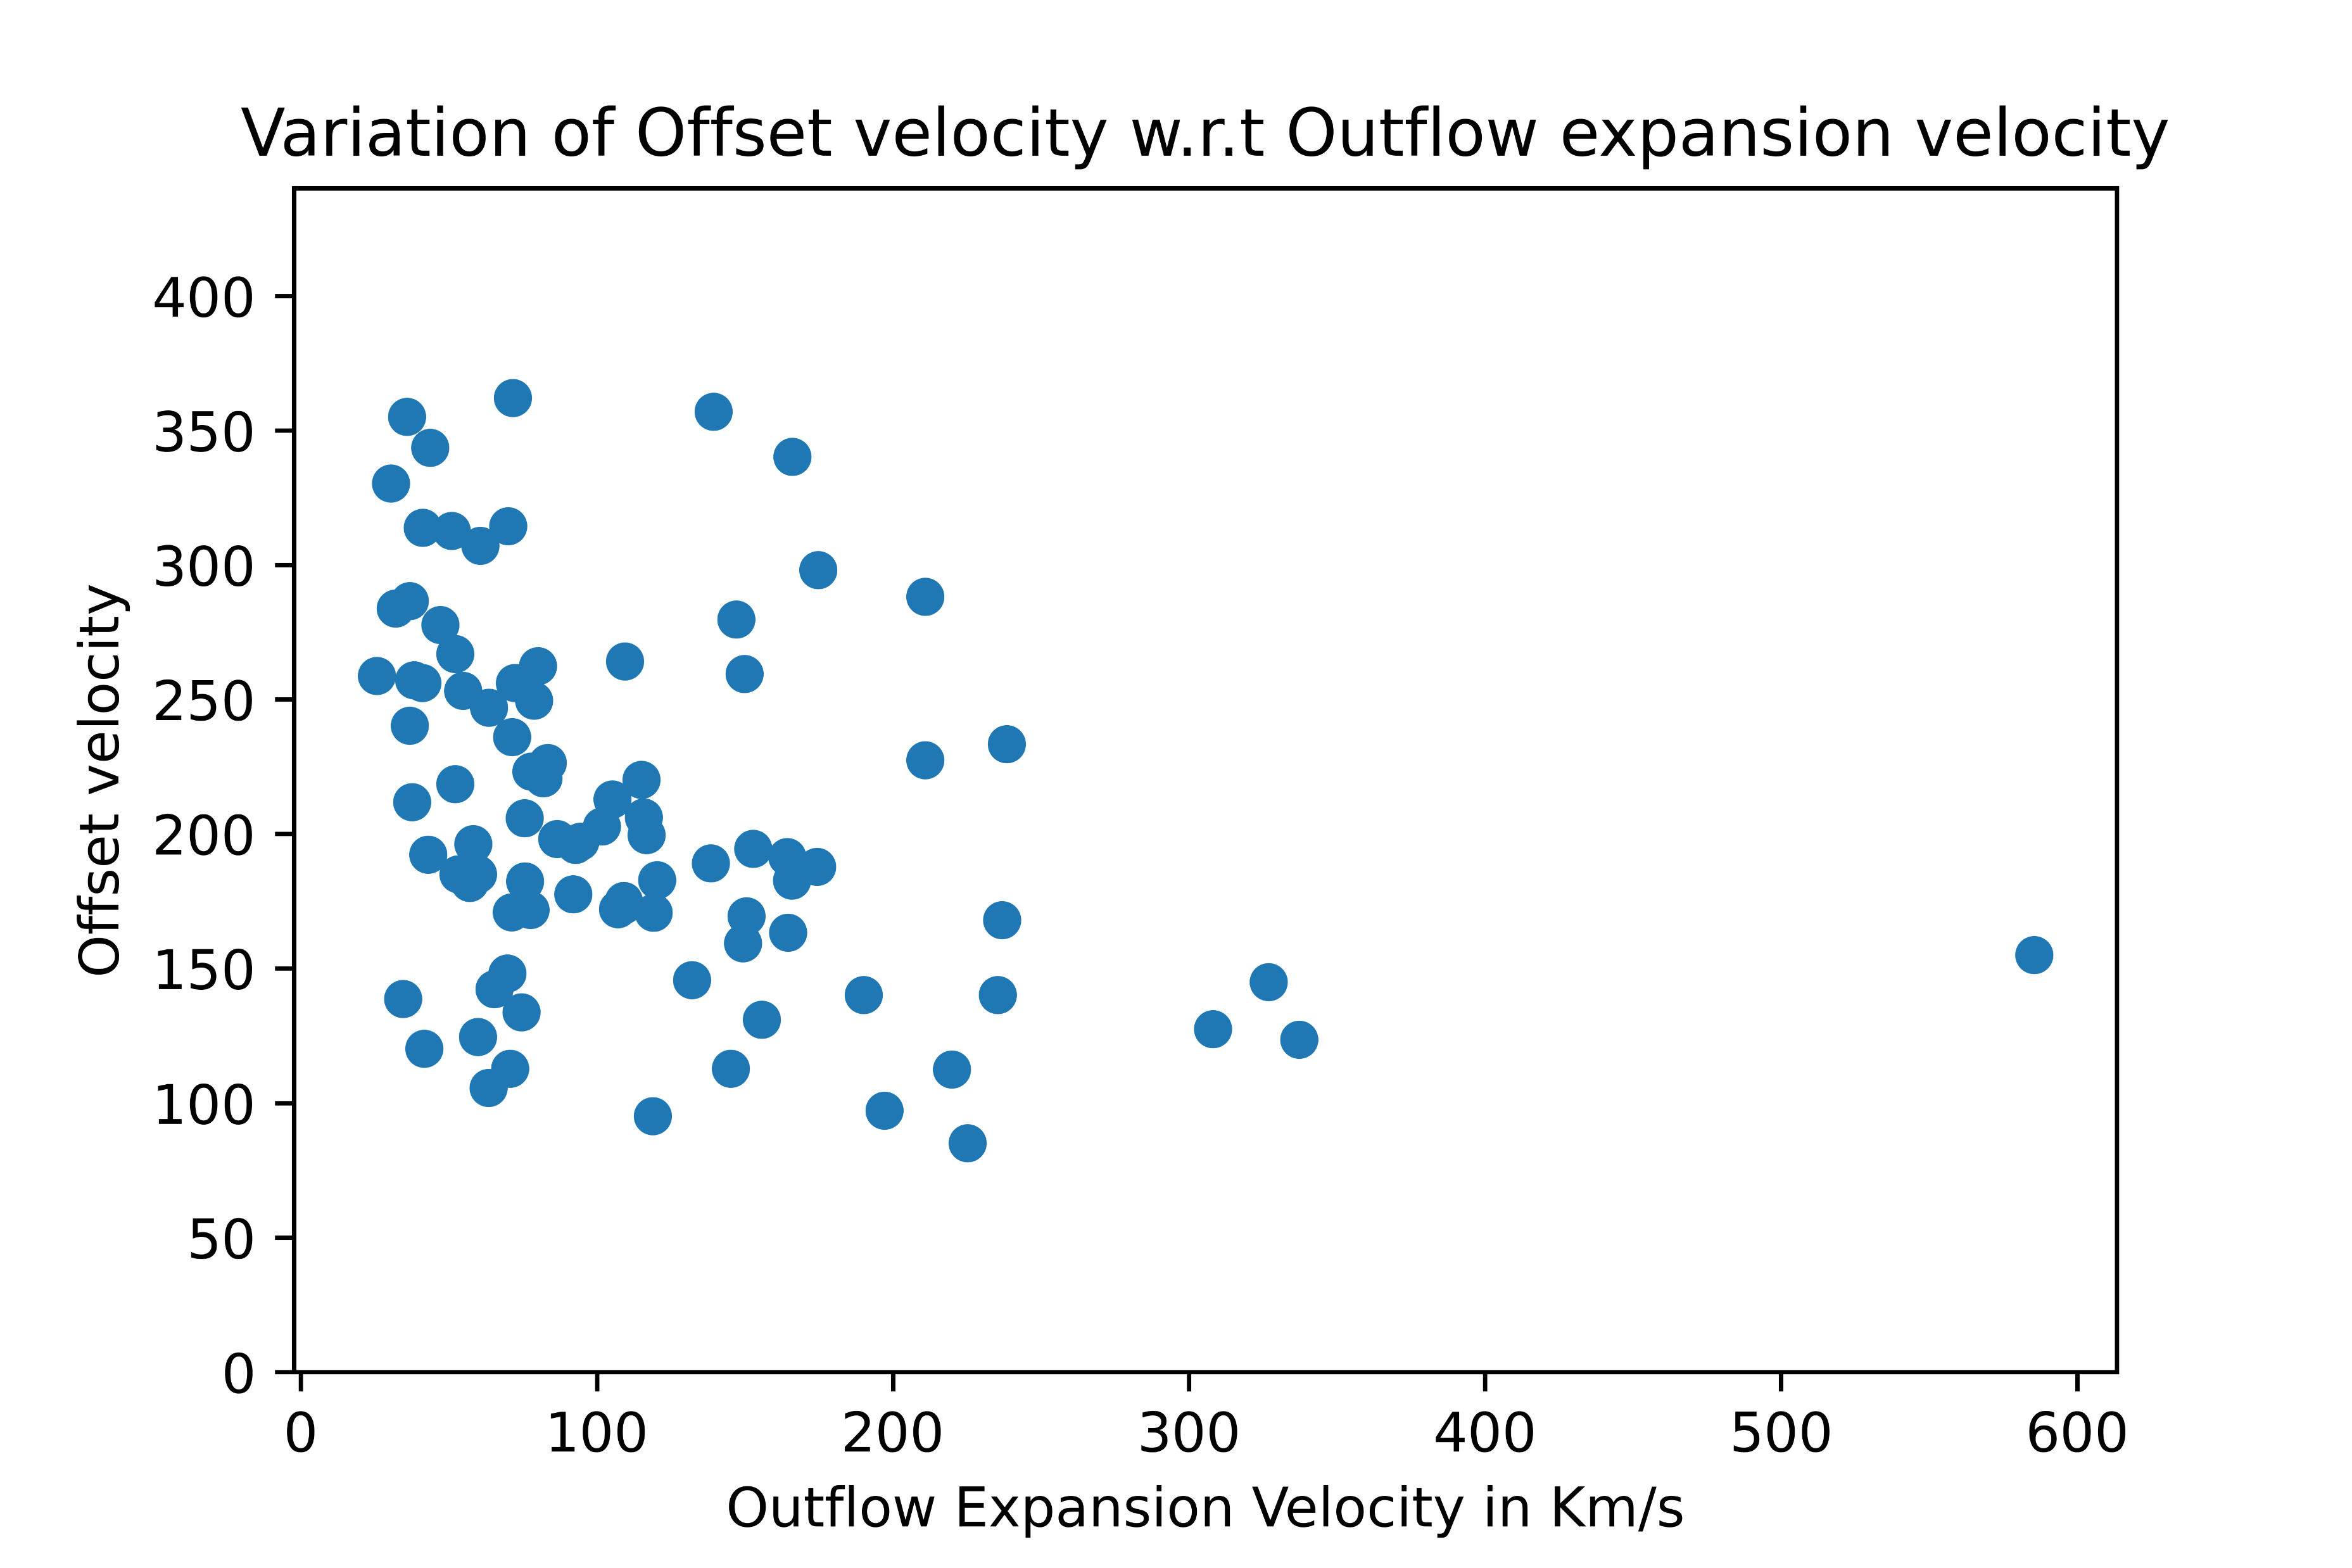 Variation of Offset velocity w.r.t Outflow expansion velocity
400
350
300
250
200
150
100
50
0
Offset velocity
0 100 200 300 400 500 600
Outflow Expansion Velocity in Km/s